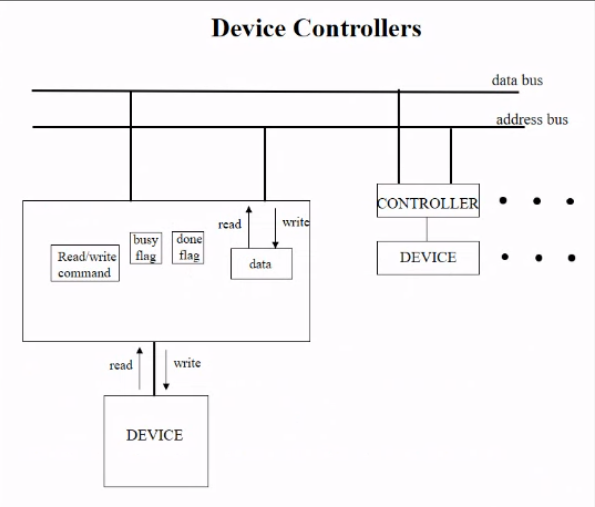 Device Controllers
data bus
address bus
CONTROLLER
read
write
busy
flag
done
flag
Read/write
command
data
DEVICE
read
write
DEVICE